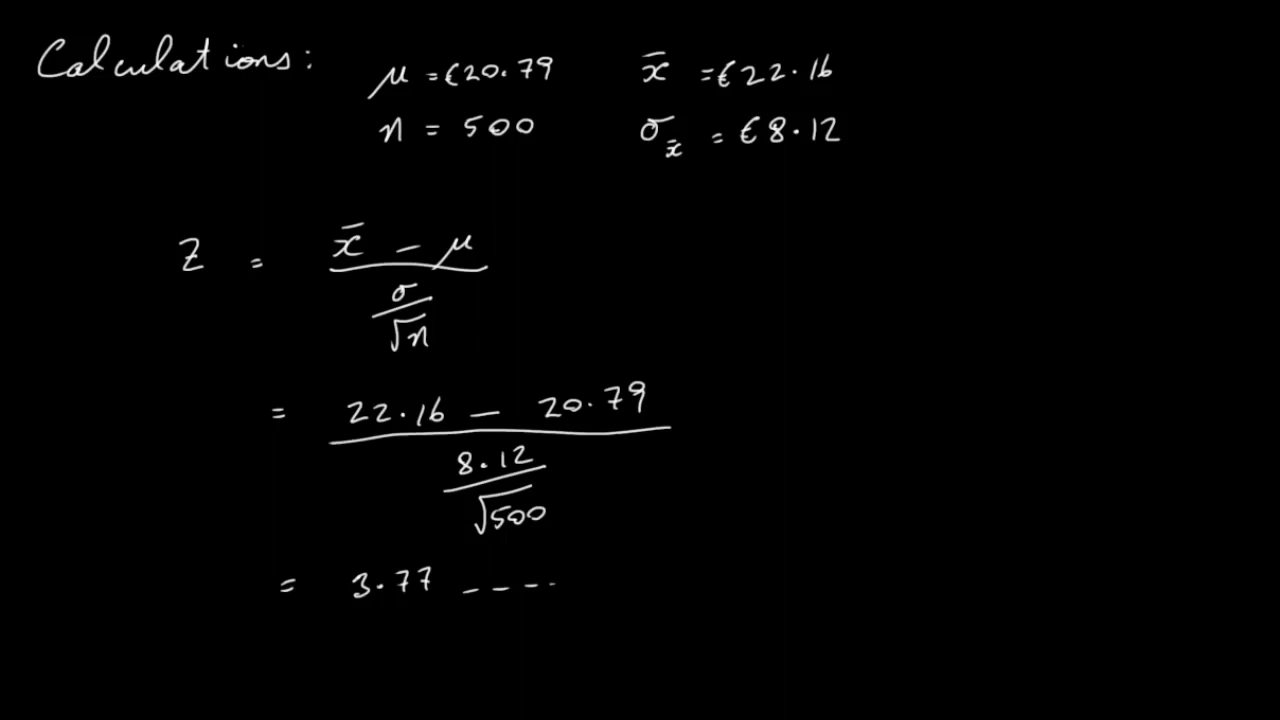 Calculations: μ = €20.79 x̄ = €22.16
n = 500 σx̄ = €8.12
Z = x̄ - μ
σ
√n
= 22.16 - 20.79
8.12
√500
= 3.77 ----